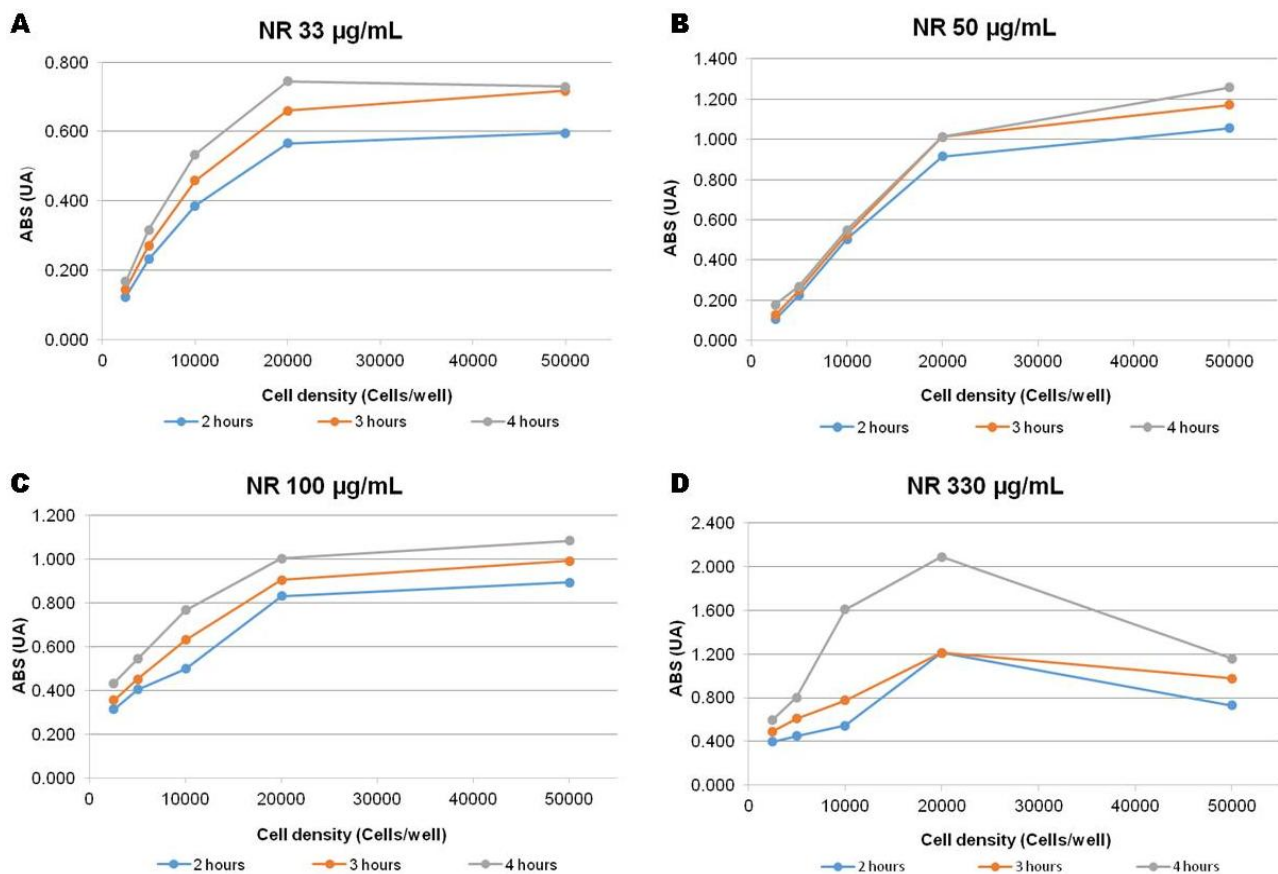 A
NR 33 µg/mL
ABS (UA)
0.800
0.600
0.400
0.200
0.000
0 10000 20000 30000 40000 50000
Cell density (Cells/well)
2 hours 3 hours 4 hours
B
NR 50 µg/mL
ABS (UA)
1.400
1.200
1.000
0.800
0.600
0.400
0.200
0.000
0 10000 20000 30000 40000 50000
Cell density (Cells/well)
2 hours 3 hours 4 hours
C
NR 100 µg/mL
ABS (UA)
1.200
1.000
0.800
0.600
0.400
0.200
0.000
0 10000 20000 30000 40000 50000
Cell density (Cells/well)
2 hours 3 hours 4 hours
D
NR 330 µg/mL
ABS (UA)
2.400
2.000
1.600
1.200
0.800
0.400
0.000
0 10000 20000 30000 40000 50000
Cell density (Cells/well)
2 hours 3 hours 4 hours